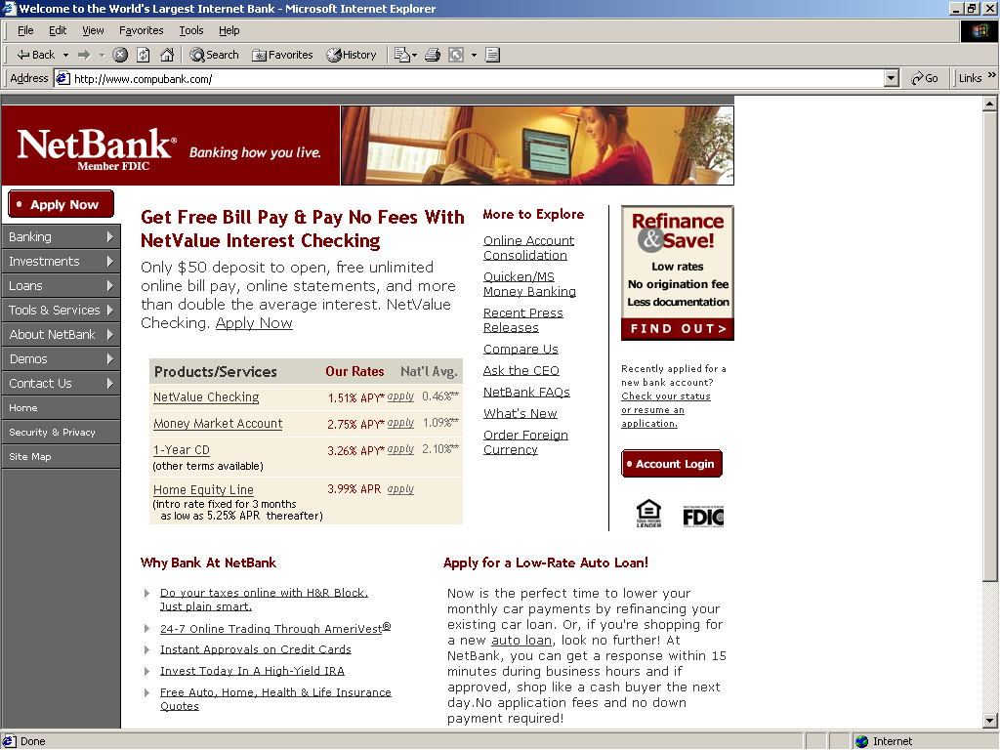 Welcome to the World's Largest Internet Bank - Microsoft Internet Explorer
File Edit View Favorites Tools Help
Back Search Favorites History
Address http://www.compubank.com/ Go Links »
NetBank®
Member FDIC
Banking how you live.
• Apply Now
Banking
Investments
Loans
Tools & Services
About NetBank
Demos
Contact Us
Home
Security & Privacy
Site Map
Get Free Bill Pay & Pay No Fees With
NetValue Interest Checking
Only $50 deposit to open, free unlimited
online bill pay, online statements, and more
than double the average interest. NetValue
Checking. Apply Now
Products/Services Our Rates Nat'l Avg.
NetValue Checking 1.51% APY* apply 0.46%**
Money Market Account 2.75% APY* apply 1.09%**
1-Year CD 3.26% APY* apply 2.10%**
(other terms available)
Home Equity Line 3.99% APR apply
(intro rate fixed for 3 months
as low as 5.25% APR thereafter)
More to Explore
Online Account
Consolidation
Quicken/MS
Money Banking
Recent Press
Releases
Compare Us
Ask the CEO
NetBank FAQs
What's New
Order Foreign
Currency
Refinance
& Save!
Low rates
No origination fee
Less documentation
FIND OUT >
Recently applied for a
new bank account?
Check your status
or resume an
application.
• Account Login
EQUAL HOUSING
LENDER
FDIC
Why Bank At NetBank
Do your taxes online with H&R Block.
Just plain smart.
24-7 Online Trading Through AmeriVest®
Instant Approvals on Credit Cards
Invest Today In A High-Yield IRA
Free Auto, Home, Health & Life Insurance
Quotes
Apply for a Low-Rate Auto Loan!
Now is the perfect time to lower your
monthly car payments by refinancing your
existing car loan. Or, if you're shopping for
a new auto loan, look no further! At
NetBank, you can get a response within 15
minutes during business hours and if
approved, shop like a cash buyer the next
day.No application fees and no down
payment required!
Done Internet